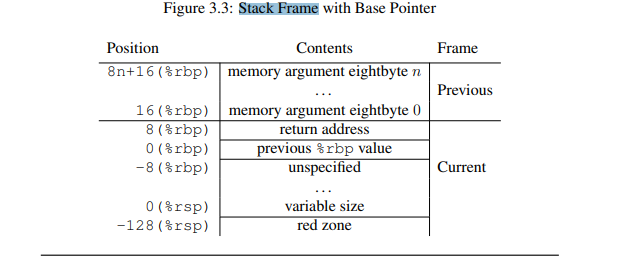 Figure 3.3: Stack Frame with Base Pointer
Position Contents Frame
8n+16(%rbp) memory argument eightbyte n
... Previous
16(%rbp) memory argument eightbyte 0
8(%rbp) return address
0(%rbp) previous %rbp value
-8(%rbp) unspecified Current
...
0(%rsp) variable size
-128(%rsp) red zone